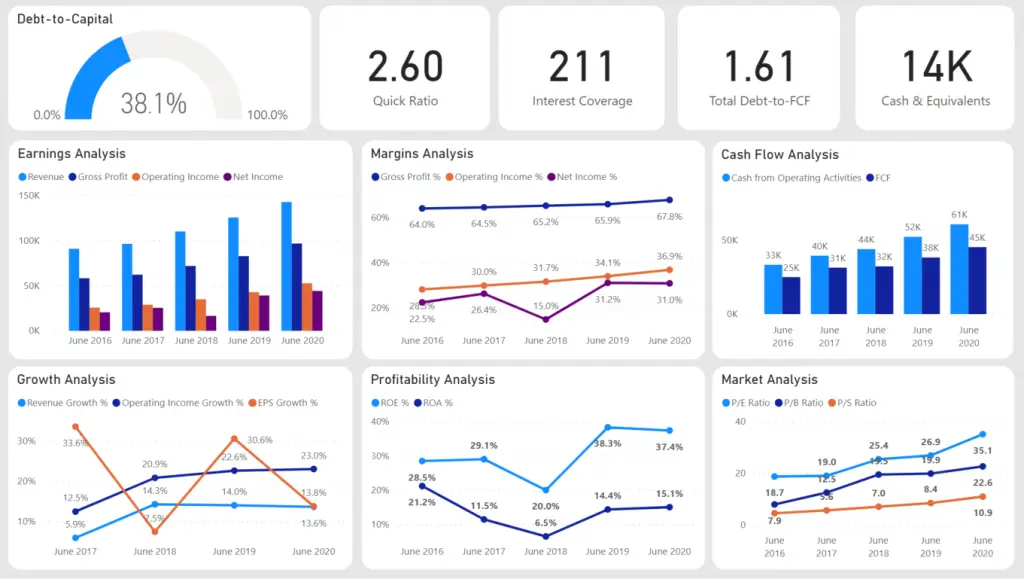 Debt-to-Capital
38.1%
0.0%
100.0%
2.60
Quick Ratio
211
Interest Coverage
1.61
Total Debt-to-FCF
14K
Cash & Equivalents
Earnings Analysis
Revenue Gross Profit Operating Income Net Income
150K
100K
50K
0K
June 2016 June 2017 June 2018 June 2019 June 2020
Margins Analysis
Gross Profit % Operating Income % Net Income %
60%
40%
20%
64.0% 64.5% 65.2% 65.9% 67.8%
28.3% 30.0% 31.7% 34.1% 36.9%
22.5% 26.4% 15.0% 31.2% 31.0%
June 2016 June 2017 June 2018 June 2019 June 2020
Cash Flow Analysis
Cash from Operating Activities FCF
50K
0K
33K 40K 44K 52K 61K
25K 31K 32K 38K 45K
June 2016 June 2017 June 2018 June 2019 June 2020
Growth Analysis
Revenue Growth % Operating Income Growth % EPS Growth %
30%
20%
10%
33.6% 7.5% 30.6% 13.6%
12.5% 20.9% 22.6% 23.0%
5.9% 14.3% 14.0% 13.8%
June 2017 June 2018 June 2019 June 2020
Profitability Analysis
ROE % ROA %
40%
30%
20%
10%
28.5% 29.1% 20.0% 38.3% 37.4%
21.2% 11.5% 6.5% 14.4% 15.1%
June 2016 June 2017 June 2018 June 2019 June 2020
Market Analysis
P/E Ratio P/B Ratio P/S Ratio
40
20
0
18.7 19.0 25.4 26.9 35.1
7.9 12.5 19.5 19.9 22.6
5.6 7.0 8.4 10.9
June 2016 June 2017 June 2018 June 2019 June 2020